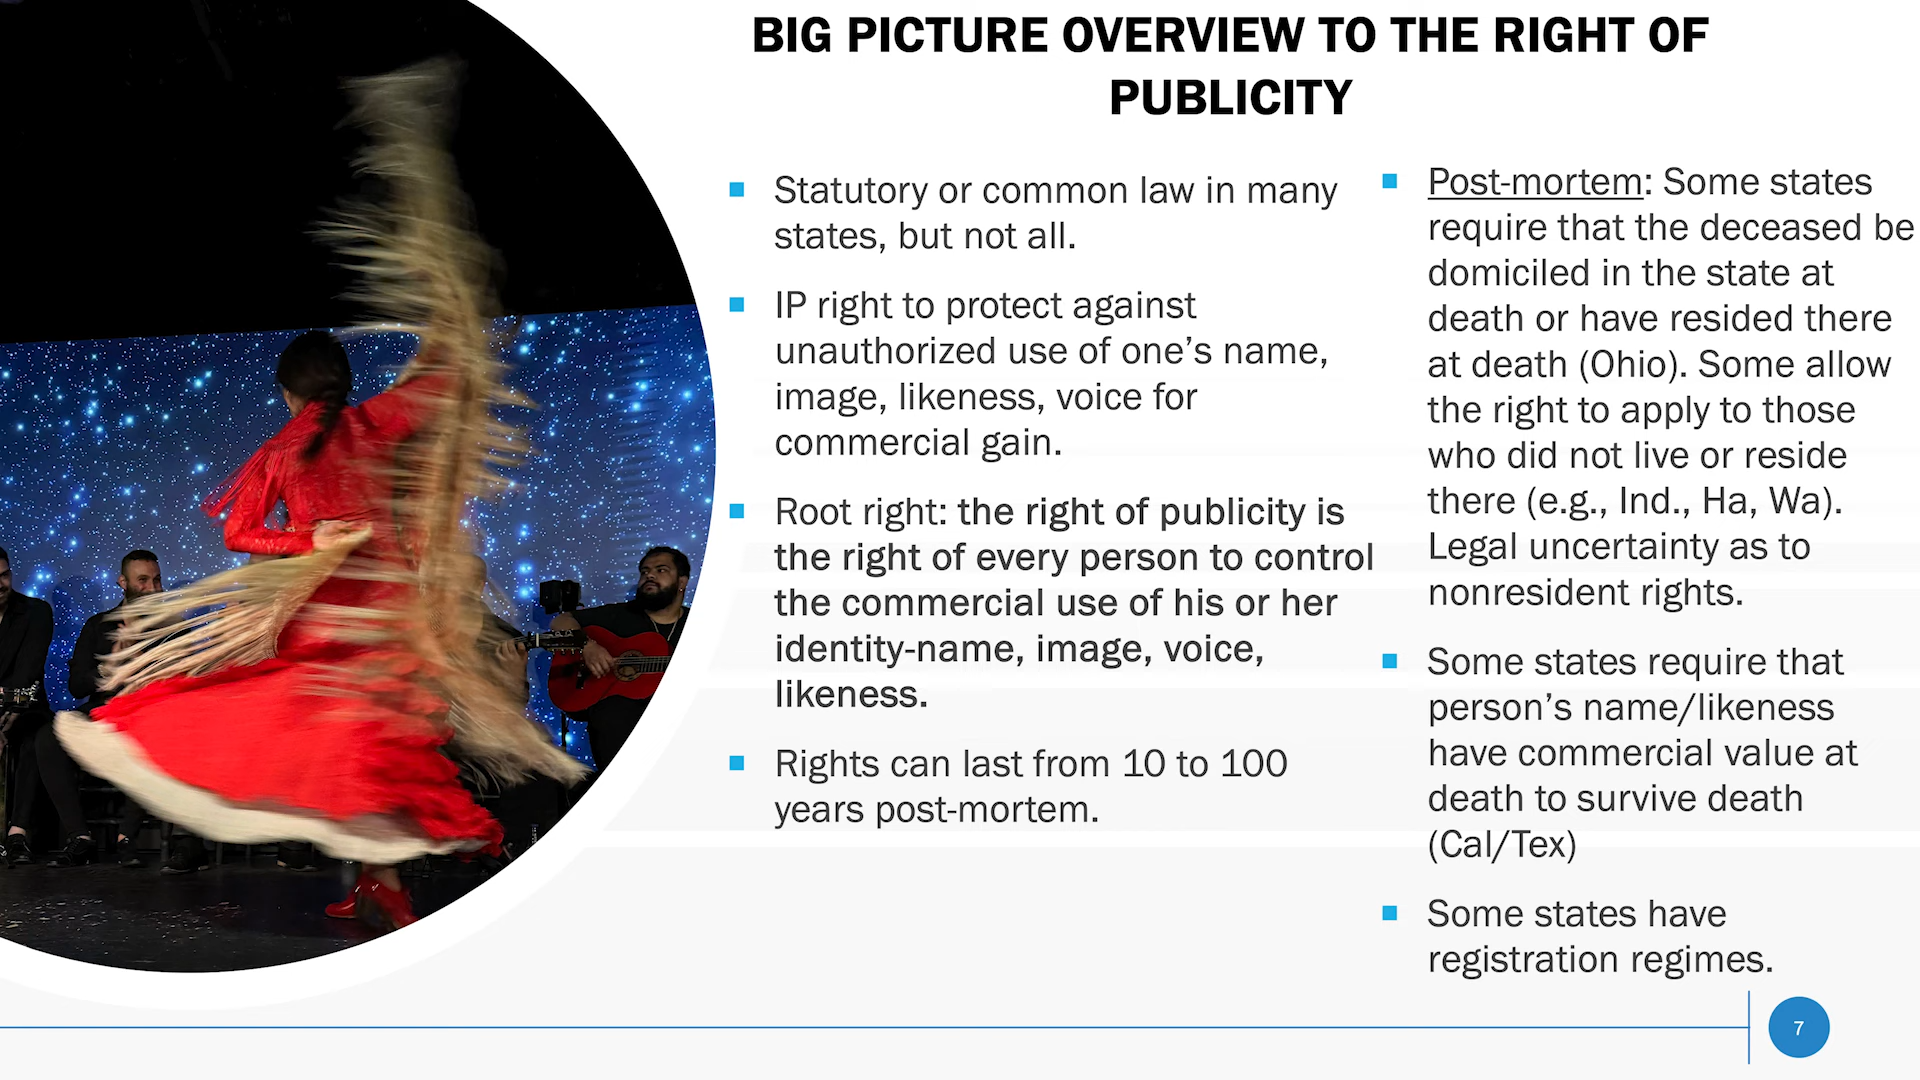 BIG PICTURE OVERVIEW TO THE RIGHT OF
PUBLICITY
Statutory or common law in many
states, but not all.
IP right to protect against
unauthorized use of one’s name,
image, likeness, voice for
commercial gain.
Root right: the right of publicity is
the right of every person to control
the commercial use of his or her
identity-name, image, voice,
likeness.
Rights can last from 10 to 100
years post-mortem.
Post-mortem: Some states
require that the deceased be
domiciled in the state at
death or have resided there
at death (Ohio). Some allow
the right to apply to those
who did not live or reside
there (e.g., Ind., Ha, Wa).
Legal uncertainty as to
nonresident rights.
Some states require that
person’s name/likeness
have commercial value at
death to survive death
(Cal/Tex)
Some states have
registration regimes.
7